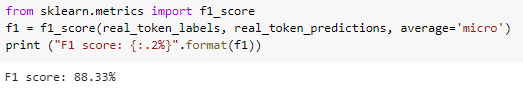 from sklearn.metrics import f1_score
f1 = f1_score(real_token_labels, real_token_predictions, average='micro')
print ("F1 score: {:.2%}".format(f1))
F1 score: 88.33%